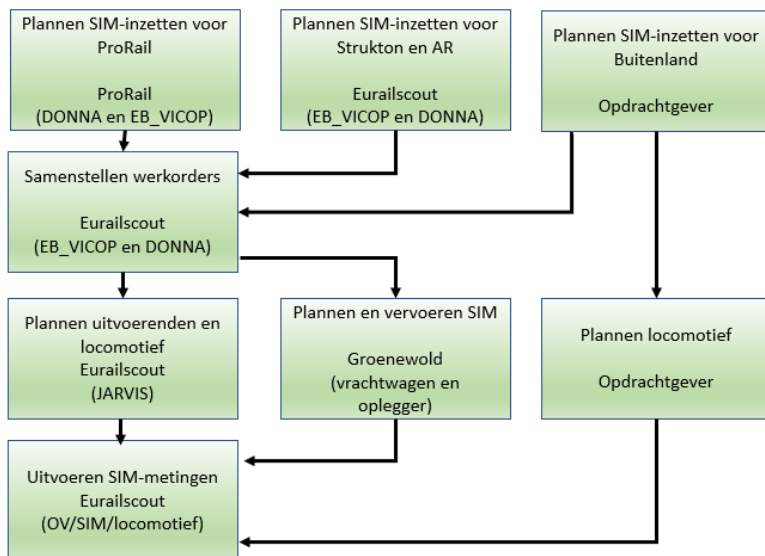 Plannen SIM-inzetten voor
ProRail
ProRail
(DONNA en EB_VICOP)
Plannen SIM-inzetten voor
Strukton en AR
Eurailscout
(EB_VICOP en DONNA)
Plannen SIM-inzetten voor
Buitenland
Opdrachtgever
Samenstellen werkorders
Eurailscout
(EB_VICOP en DONNA)
Plannen uitvoerenden en
locomotief
Eurailscout
(JARVIS)
Plannen en vervoeren SIM
Groenewold
(vrachtwagen en
oplegger)
Plannen locomotief
Opdrachtgever
Uitvoeren SIM-metingen
Eurailscout
(OV/SIM/locomotief)